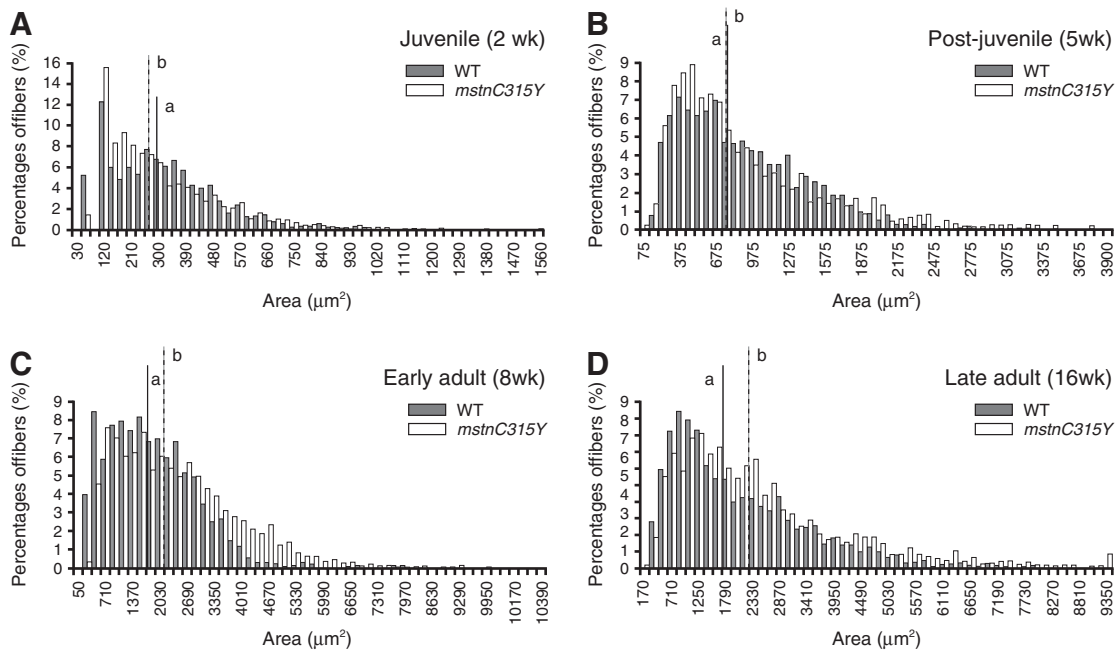 A
Juvenile (2 wk)
WT
mstnC315Y
b
a
Percentages offibers (%)
16
14
12
10
8
6
4
2
0
30 120 210 300 390 480 570 660 750 840 930 1020 1110 1200 1290 1380 1470 1560
Area (μm²)
B
Post-juvenile (5wk)
WT
mstnC315Y
b
a
Percentages offibers (%)
9
8
7
6
5
4
3
2
1
0
75 375 675 975 1275 1575 1875 2175 2475 2775 3075 3375 3675 3900
Area (μm²)
C
Early adult (8wk)
WT
mstnC315Y
b
a
Percentages offibers (%)
9
8
7
6
5
4
3
2
1
0
50 710 1370 2030 2690 3350 4010 4670 5330 5990 6650 7310 7970 8630 9290 9950 10170 10390
Area (μm²)
D
Late adult (16wk)
WT
mstnC315Y
b
a
Percentages offibers (%)
9
8
7
6
5
4
3
2
1
0
170 710 1250 1790 2330 2870 3410 4950 4490 5030 5570 6110 6650 7190 7730 8270 8810 9350
Area (μm²)